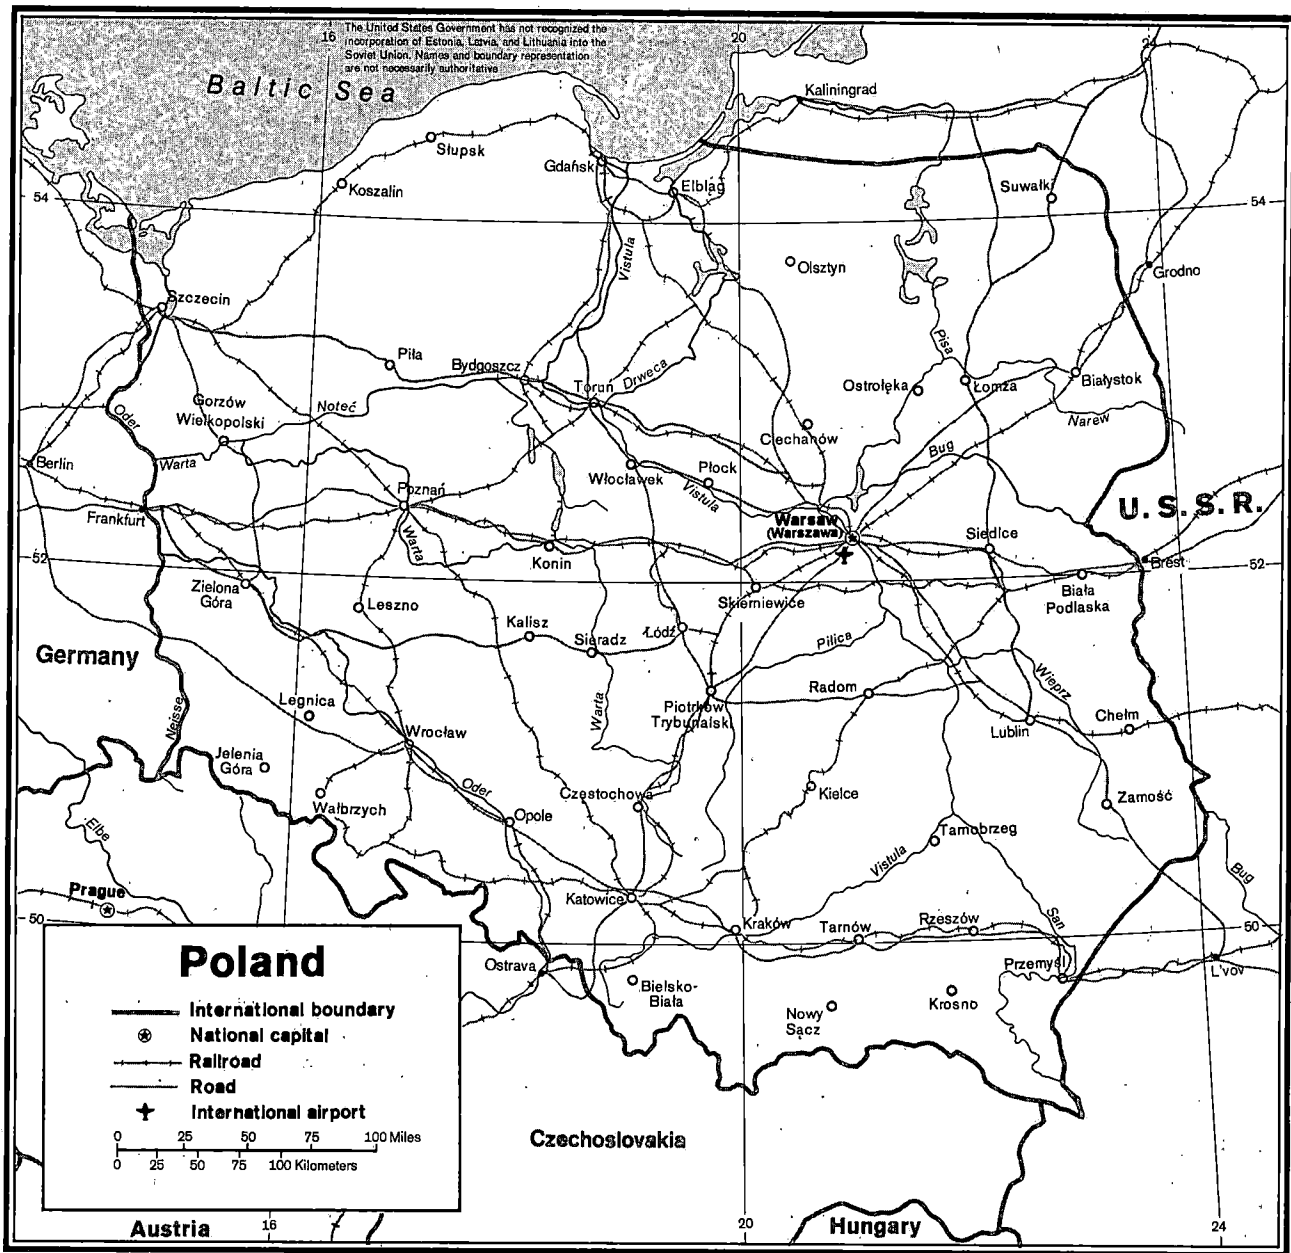 The United States Government has not recognized the
incorporation of Estonia, Latvia, and Lithuania into the
Soviet Union. Names and boundary representation
are not necessarily authoritative
16
20
24
Baltic Sea
Kaliningrad
Słupsk
Gdańsk
Elbląg
Suwałki
Koszalin
54
54
Vistula
Olsztyn
Grodno
Szczecin
Pisa
Piła
Bydgoszcz
Toruń
Drweca
Ostrołęka
Łomża
Białystok
Oder
Gorzów
Wielkopolski
Noteć
Narew
Ciechanów
Bug
Berlin
Warta
Włocławek
Płock
Vistula
Poznań
U.S.S.R.
Frankfurt
Warsaw
(Warszawa)
Siedlce
Warta
Konin
Brest
52
52
Zielona
Góra
Leszno
Skierniewice
Biała
Podlaska
Kalisz
Sieradz
Łódź
Pilica
Germany
Wieprz
Legnica
Neisse
Warta
Piotrków
Trybunalski
Radom
Lublin
Chełm
Wrocław
Jelenia
Góra
Oder
Częstochowa
Kielce
Zamość
Wałbrzych
Opole
Elbe
Tarnobrzeg
Vistula
Bug
Prague
Katowice
Kraków
Tarnów
Rzeszów
San
50
50
Ostrava
Przemyśl
L'vov
Bielsko-
Biała
Nowy
Sącz
Krosno
Poland
International boundary
National capital
Railroad
Road
International airport
0 25 50 75 100 Miles
0 25 50 75 100 Kilometers
Czechoslovakia
Austria
16
20
Hungary
24